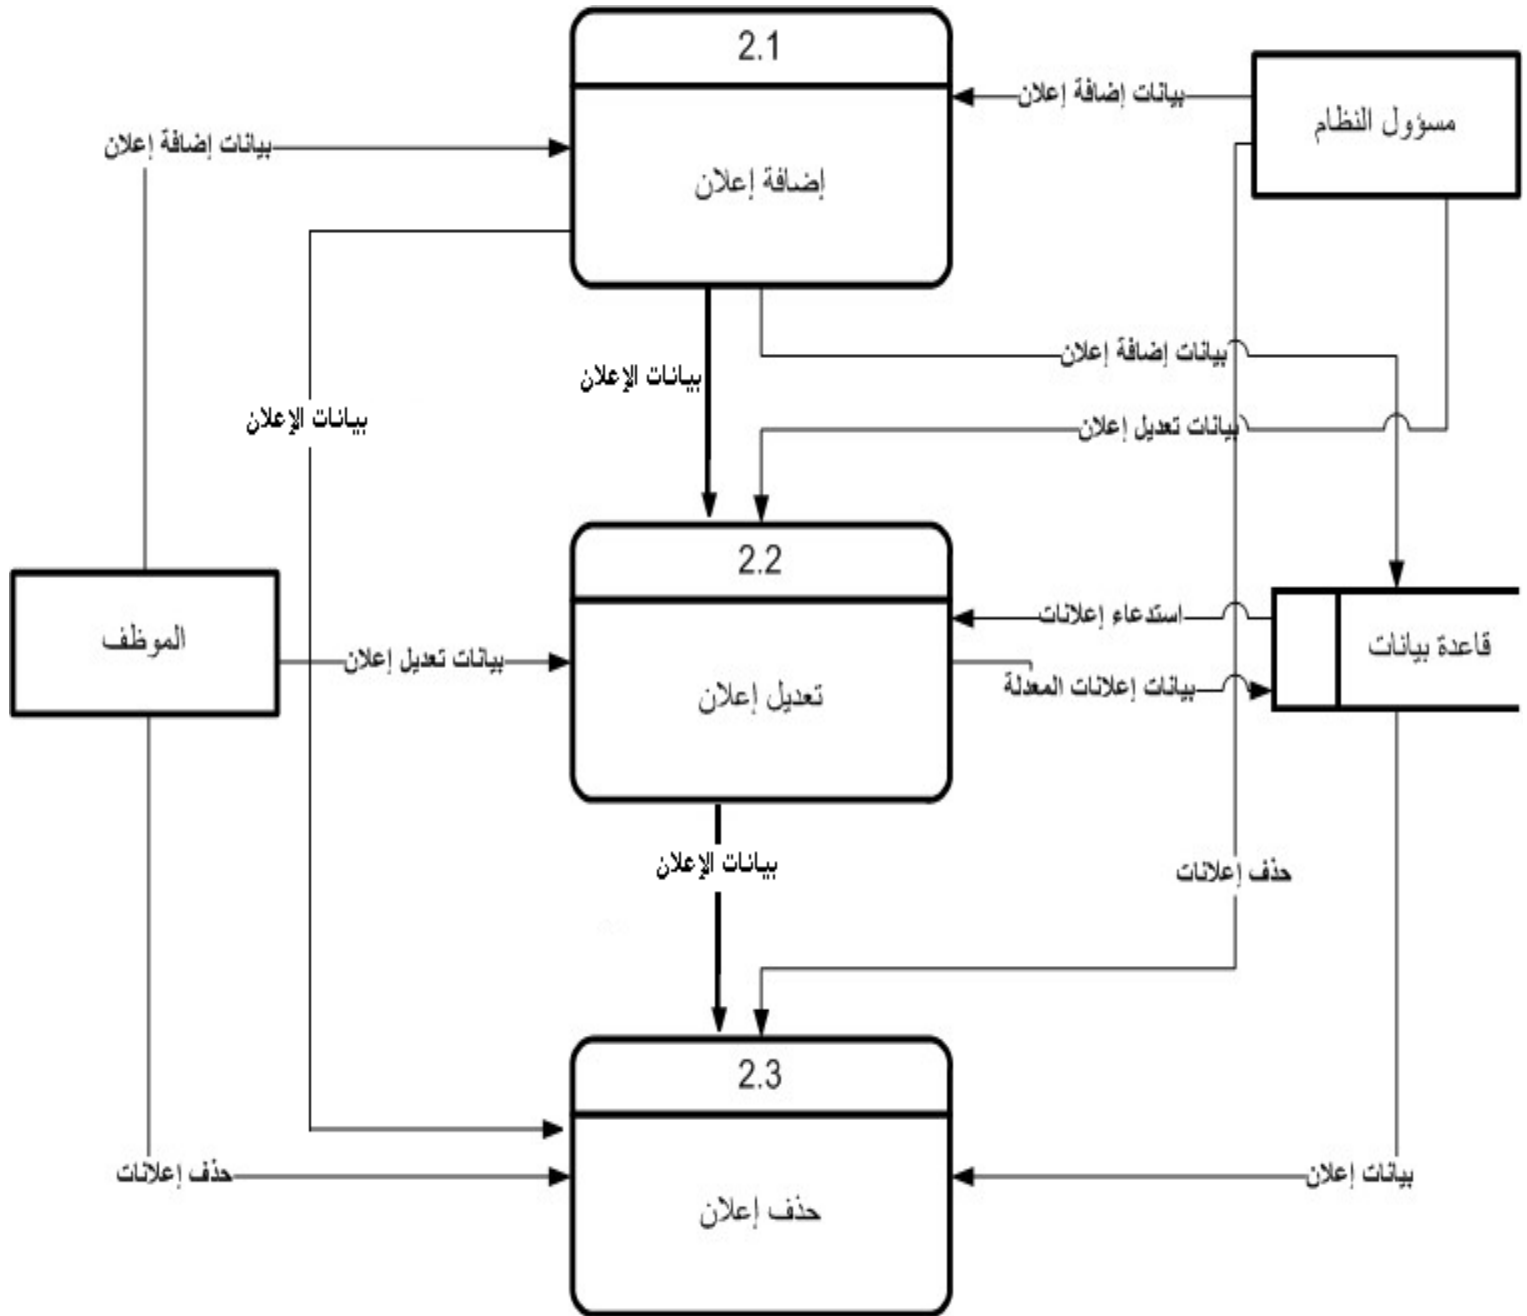 2.1
إضافة إعلان
مسؤول النظام
بيانات إضافة إعلان
بيانات إضافة إعلان
بيانات إضافة إعلان
بيانات الإعلان
بيانات الإعلان
بيانات تعديل إعلان
2.2
تعديل إعلان
الموظف
بيانات تعديل إعلان
استدعاء إعلانات
بيانات إعلانات المعدلة
قاعدة بيانات
بيانات الإعلان
حذف إعلانات
2.3
حذف إعلان
حذف إعلانات
بيانات إعلان